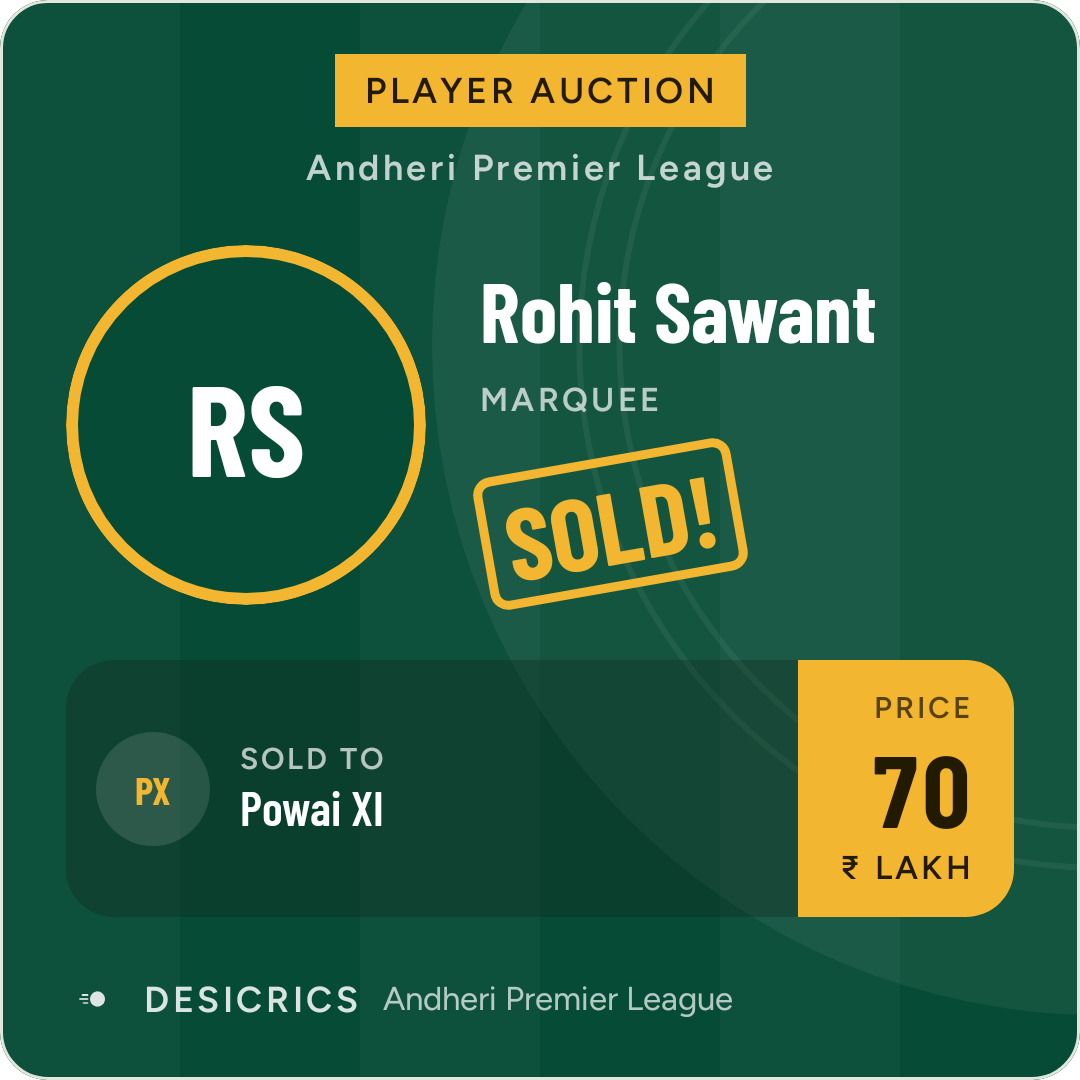 PLAYER AUCTION
Andheri Premier League
RS
Rohit Sawant
MARQUEE
SOLD!
PX
SOLD TO
Powai XI
PRICE
70
₹ LAKH
DESICRICS Andheri Premier League